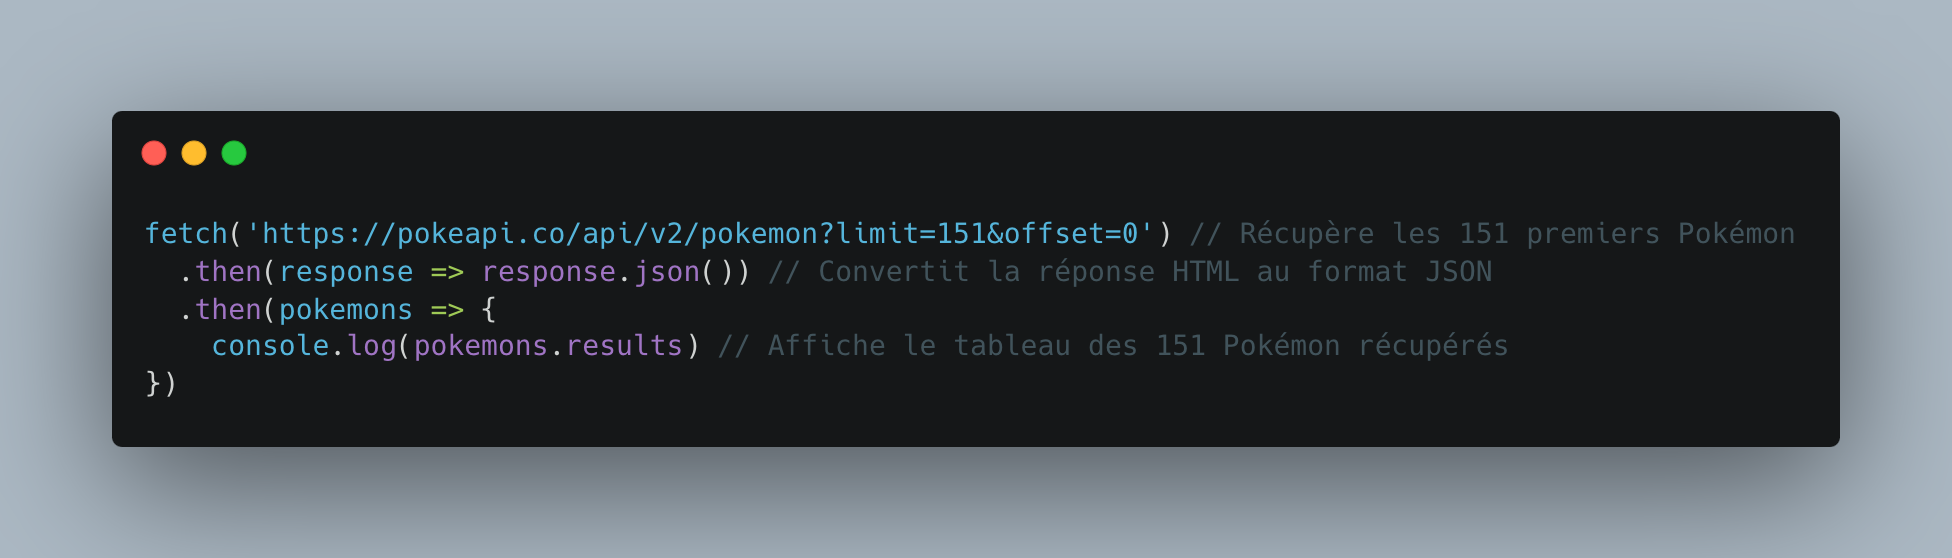 fetch('https://pokeapi.co/api/v2/pokemon?limit=151&offset=0') // Récupère les 151 premiers Pokémon
  .then(response => response.json()) // Convertit la réponse HTML au format JSON
  .then(pokemons => {
    console.log(pokemons.results) // Affiche le tableau des 151 Pokémon récupérés
})